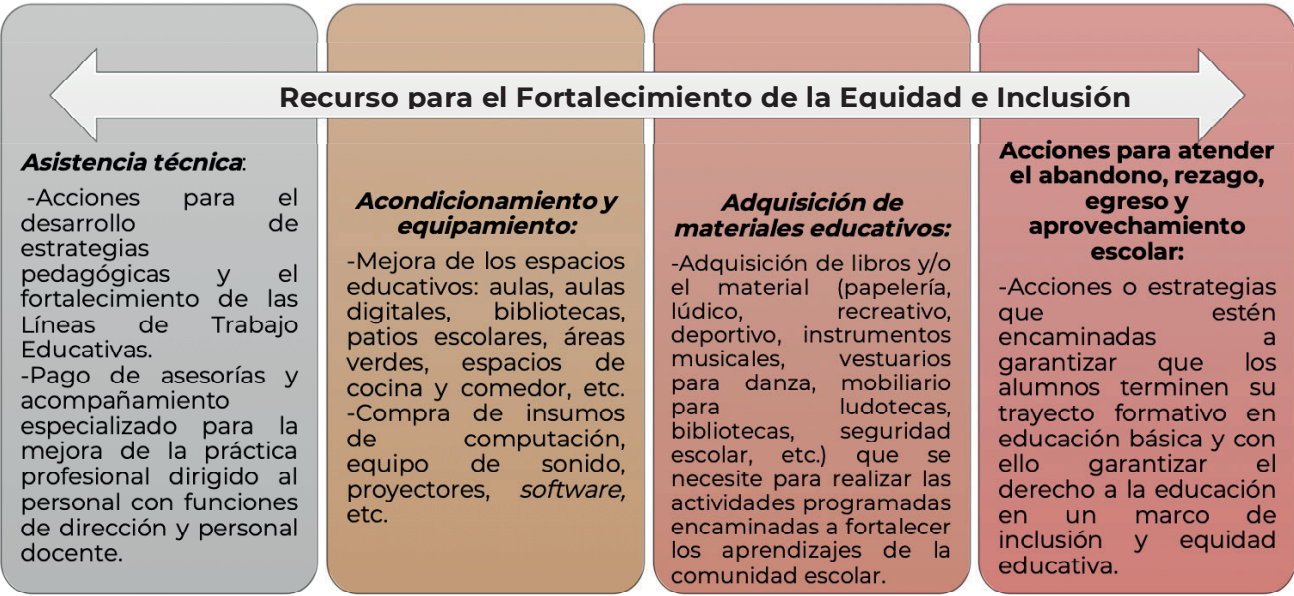 Recurso para el Fortalecimiento de la Equidad e Inclusión
Asistencia técnica:
-Acciones para el
desarrollo de
estrategias
pedagógicas y el
fortalecimiento de las
Líneas de Trabajo
Educativas.
-Pago de asesorías y
acompañamiento
especializado para la
mejora de la práctica
profesional dirigido al
personal con funciones
de dirección y personal
docente.
Acondicionamiento y
equipamiento:
-Mejora de los espacios
educativos: aulas, aulas
digitales, bibliotecas,
patios escolares, áreas
verdes, espacios de
cocina y comedor, etc.
-Compra de insumos
de computación,
equipo de sonido,
proyectores, software,
etc.
Adquisición de
materiales educativos:
-Adquisición de libros y/o
el material (papelería,
lúdico, recreativo,
deportivo, instrumentos
musicales, vestuarios
para danza, mobiliario
para ludotecas,
bibliotecas, seguridad
escolar, etc.) que se
necesite para realizar las
actividades programadas
encaminadas a fortalecer
los aprendizajes de la
comunidad escolar.
Acciones para atender
el abandono, rezago,
egreso y
aprovechamiento
escolar:
-Acciones o estrategias
que estén
encaminadas a
garantizar que los
alumnos terminen su
trayecto formativo en
educación básica y con
ello garantizar el
derecho a la educación
en un marco de
inclusión y equidad
educativa.